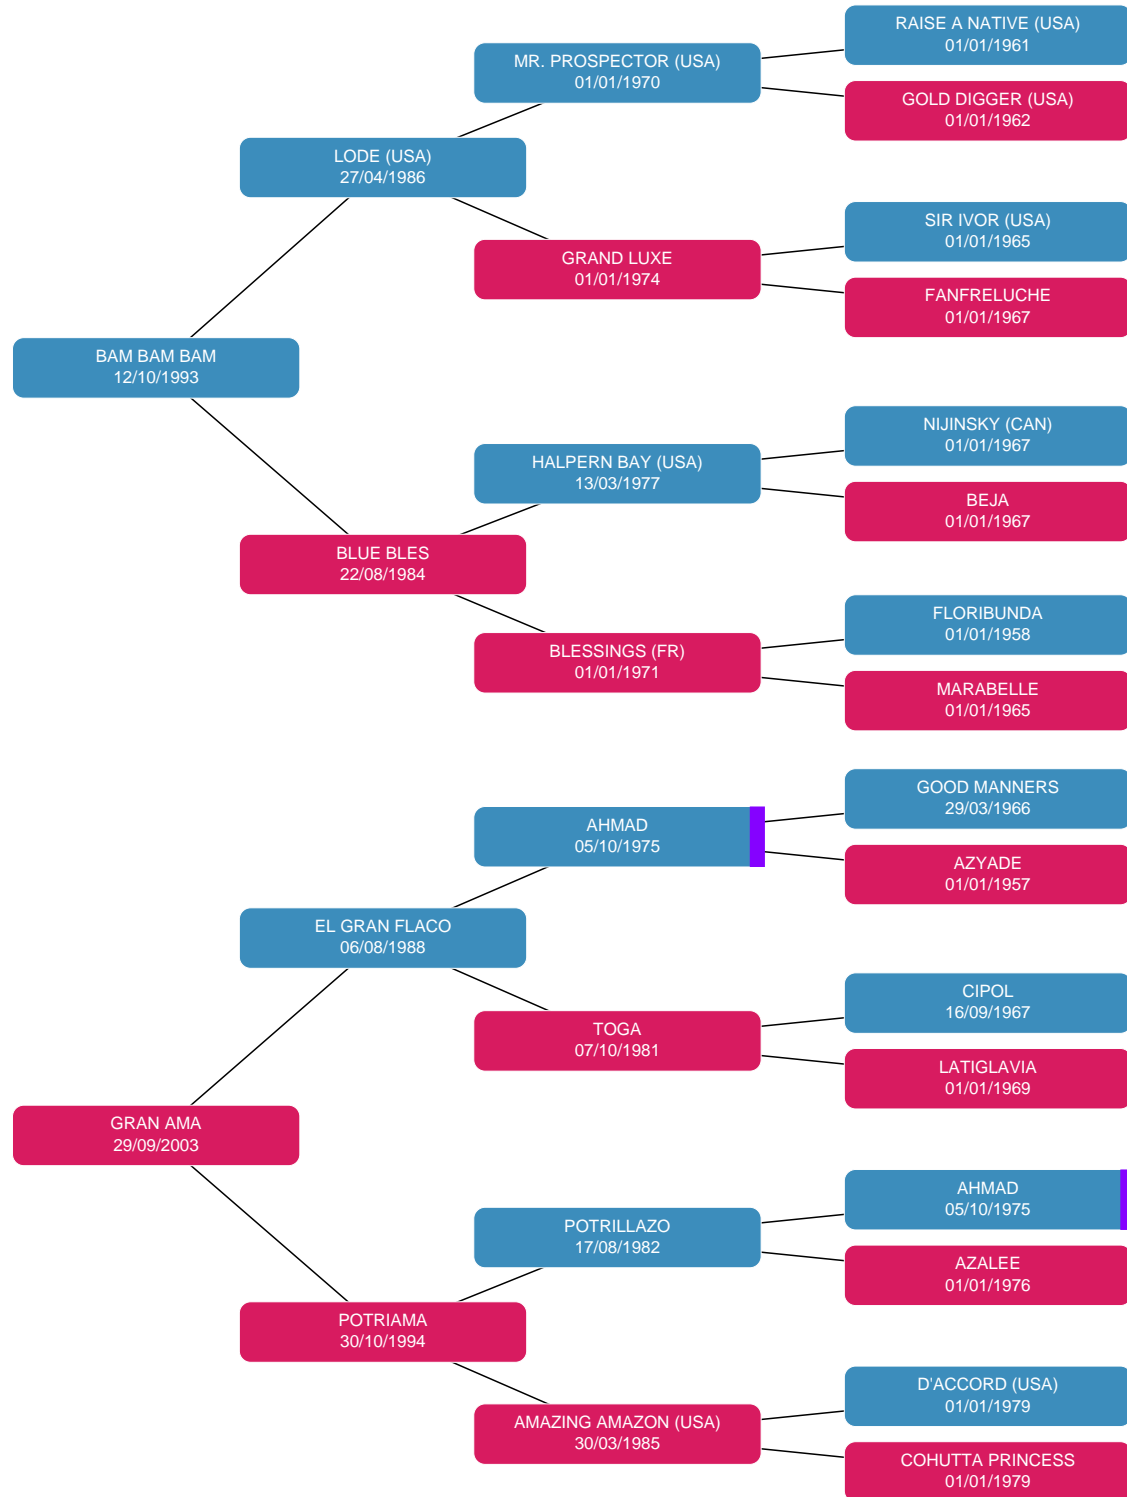 RAISE A NATIVE (USA)
01/01/1961
MR. PROSPECTOR (USA)
01/01/1970
GOLD DIGGER (USA)
01/01/1962
LODE (USA)
27/04/1986
SIR IVOR (USA)
01/01/1965
GRAND LUXE
01/01/1974
FANFRELUCHE
01/01/1967
BAM BAM BAM
12/10/1993
NIJINSKY (CAN)
01/01/1967
HALPERN BAY (USA)
13/03/1977
BEJA
01/01/1967
BLUE BLES
22/08/1984
FLORIBUNDA
01/01/1958
BLESSINGS (FR)
01/01/1971
MARABELLE
01/01/1965
GOOD MANNERS
29/03/1966
AHMAD
05/10/1975
AZYADE
01/01/1957
EL GRAN FLACO
06/08/1988
CIPOL
16/09/1967
TOGA
07/10/1981
LATIGLAVIA
01/01/1969
GRAN AMA
29/09/2003
AHMAD
05/10/1975
POTRILLAZO
17/08/1982
AZALEE
01/01/1976
POTRIAMA
30/10/1994
D'ACCORD (USA)
01/01/1979
AMAZING AMAZON (USA)
30/03/1985
COHUTTA PRINCESS
01/01/1979